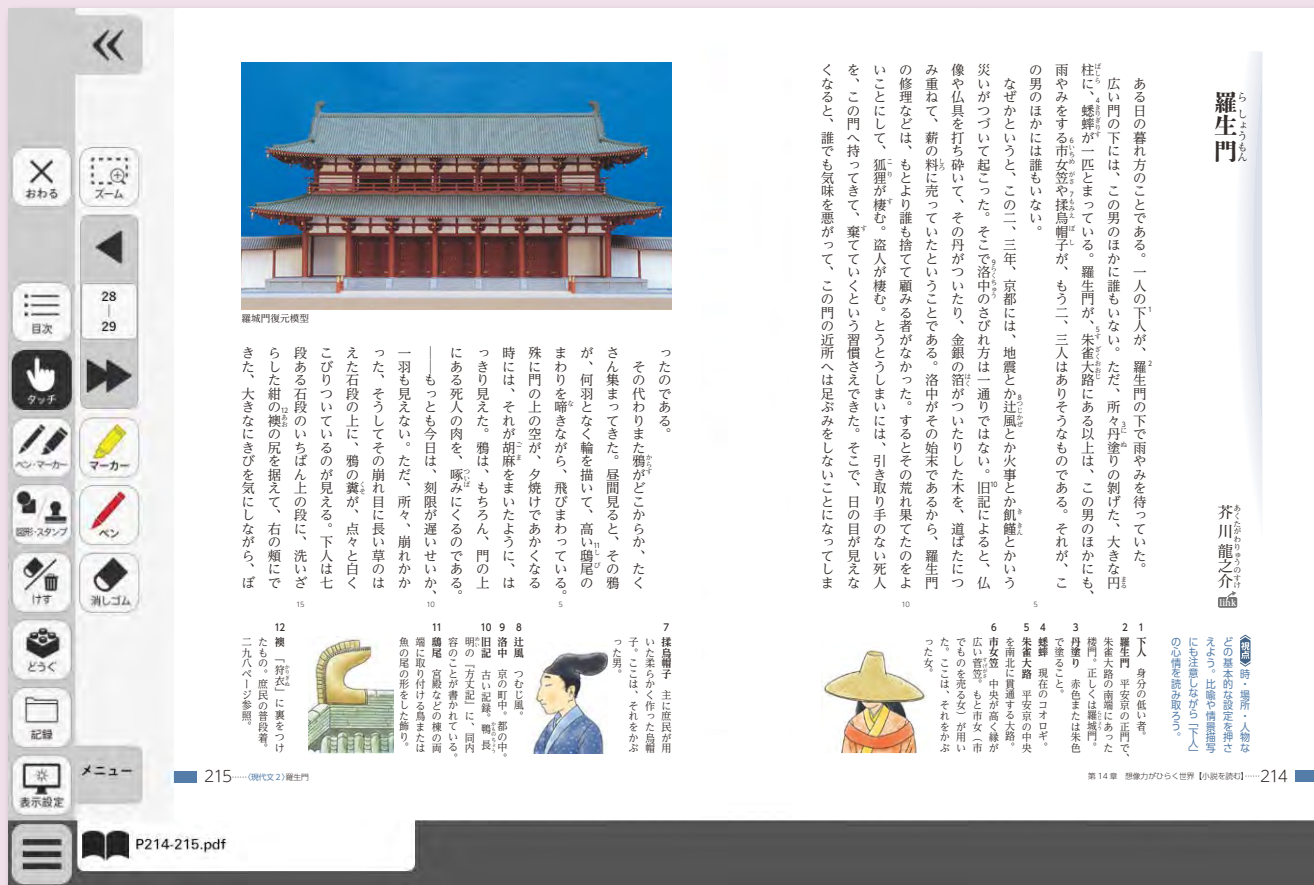 羅生門
らしょうもん
芥川龍之介
あくたがわりゅうのすけ
link
ある日の暮れ方のことである。一人の下人が、羅生門の下で雨やみを待っていた。
広い門の下には、この男のほかに誰もいない。ただ、所々丹塗りの剝げた、大きな円
柱に、蟋蟀が一匹とまっている。羅生門が、朱雀大路にある以上は、この男のほかにも、
雨やみをする市女笠や揉烏帽子が、もう二、三人はありそうなものである。それが、こ
の男のほかには誰もいない。
なぜかというと、この二、三年、京都には、地震とか辻風とか火事とか飢饉とかいう
災いがつづいて起こった。そこで洛中のさびれ方は一通りではない。旧記によると、仏
像や仏具を打ち砕いて、その丹がついたり、金銀の箔がついたりした木を、道ばたにつ
み重ねて、薪の料に売っていたということである。洛中がその始末であるから、羅生門
の修理などは、もとより誰も捨てて顧みる者がなかった。するとその荒れ果てたのをよ
いことにして、狐狸が棲む。盗人が棲む。とうとうしまいには、引き取り手のない死人
を、この門へ持ってきて、棄てていくという習慣さえできた。そこで、日の目が見えな
くなると、誰でも気味を悪がって、この門の近所へは足ぶみをしないことになってしま
5
10
《視点》時・場所・人物な
どの基本的な設定を押さ
えよう。比喩や情景描写
にも注意しながら「下人」
の心情を読み取ろう。
1 下人 身分の低い者。
2 羅生門 平安京の正門で、
朱雀大路の南端にあった
楼門。正しくは羅城門。
3 丹塗り 赤色または朱色
で塗ること。
4 蟋蟀 現在のコオロギ。
5 朱雀大路 平安京の中央
を南北に貫通する大路。
6 市女笠 中央が高く縁が
広い菅笠。もと市女(市
でものを売る女)が用い
た。ここは、それをかぶ
った女。
第14章 想像力がひらく世界【小説を読む】……214
羅城門復元模型
ったのである。
その代わりまた鴉がどこからか、たく
さん集まってきた。昼間見ると、その鴉
が、何羽となく輪を描いて、高い鴟尾の
まわりを啼きながら、飛びまわっている。
殊に門の上の空が、夕焼けであかくなる
時には、それが胡麻をまいたように、は
っきり見えた。鴉は、もちろん、門の上
にある死人の肉を、啄みにくるのである。
――もっとも今日は、刻限が遅いせいか、
一羽も見えない。ただ、所々、崩れかか
った、そうしてその崩れ目に長い草のは
えた石段の上に、鴉の糞が、点々と白く
こびりついているのが見える。下人は七
段ある石段のいちばん上の段に、洗いざ
らした紺の襖の尻を据えて、右の頰にで
きた、大きなにきびを気にしながら、ぼ
5
10
15
7 揉烏帽子 主に庶民が用
いた柔らかく作った烏帽
子。ここは、それをかぶ
った男。
8 辻風 つむじ風。
9 洛中 京の町中。都の中。
10 旧記 古い記録。鴨長
明の『方丈記』に、同内
容のことが書かれている。
11 鴟尾 宮殿などの棟の両
端に取り付ける鳥または
魚の尾の形をした飾り。
12 襖 「狩衣」に裏をつけ
たもの。庶民の普段着。
二九八ページ参照。
215……〈現代文2〉羅生門
おわる
ズーム
目次
28
|
29
タッチ
ペン・マーカー
マーカー
図形・スタンプ
ペン
けす
消しゴム
どうぐ
記録
表示設定
メニュー
P214-215.pdf